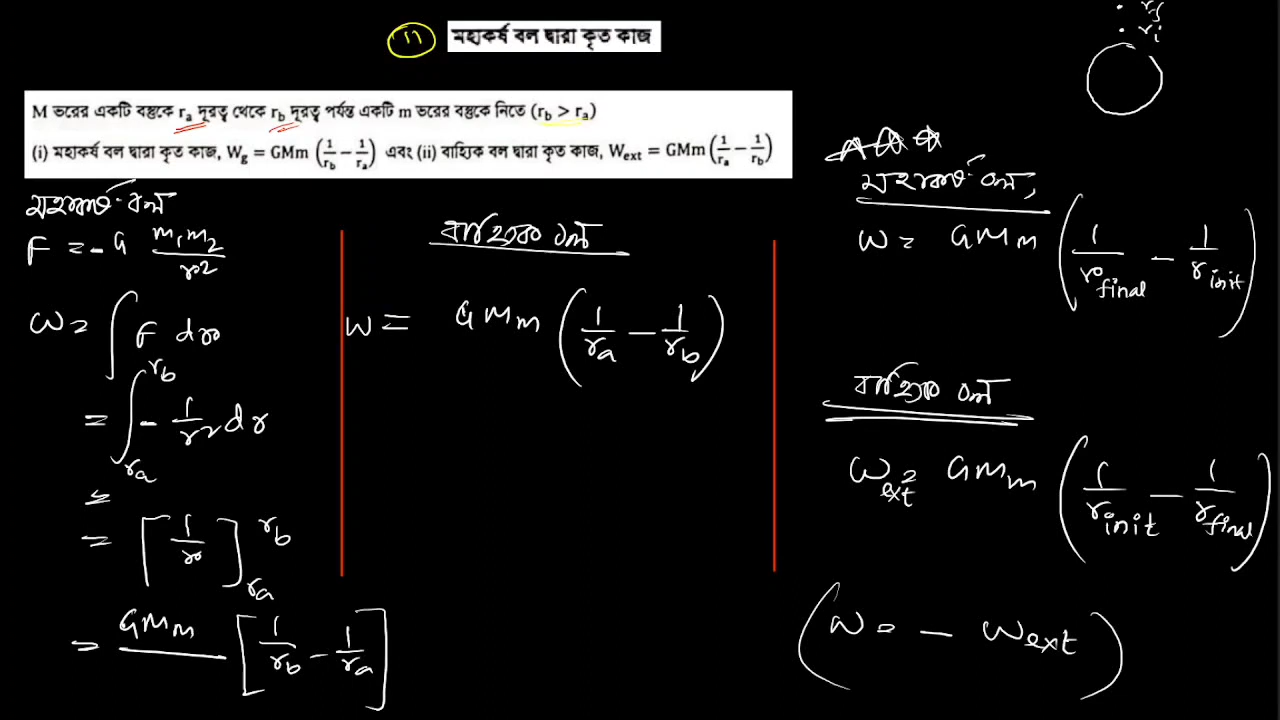 11 মহাকর্ষ বল দ্বারা কৃত কাজ
r_f
r_i
M ভরের একটি বস্তুকে r_a দূরত্ব থেকে r_b দূরত্ব পর্যন্ত একটি m ভরের বস্তুকে নিতে (r_b > r_a)
(i) মহাকর্ষ বল দ্বারা কৃত কাজ, W_g = GMm (1/r_b − 1/r_a) এবং (ii) বাহ্যিক বল দ্বারা কৃত কাজ, W_ext = GMm (1/r_a − 1/r_b)
মহাকর্ষ বল
F = - G m₁m₂/r²
W = ∫ F dr
= ∫_{r_a}^{r_b} - 1/r² dr
=
= [1/r]_{r_a}^{r_b}
= GMm [1/r_b − 1/r_a]
বাহ্যিক বল
W = GMm (1/r_a − 1/r_b)
মহাকর্ষ বল,
W = GMm (1/r_final − 1/r_init)
বাহ্যিক বল
W_ext = GMm (1/r_init − 1/r_final)
(W = − W_ext)